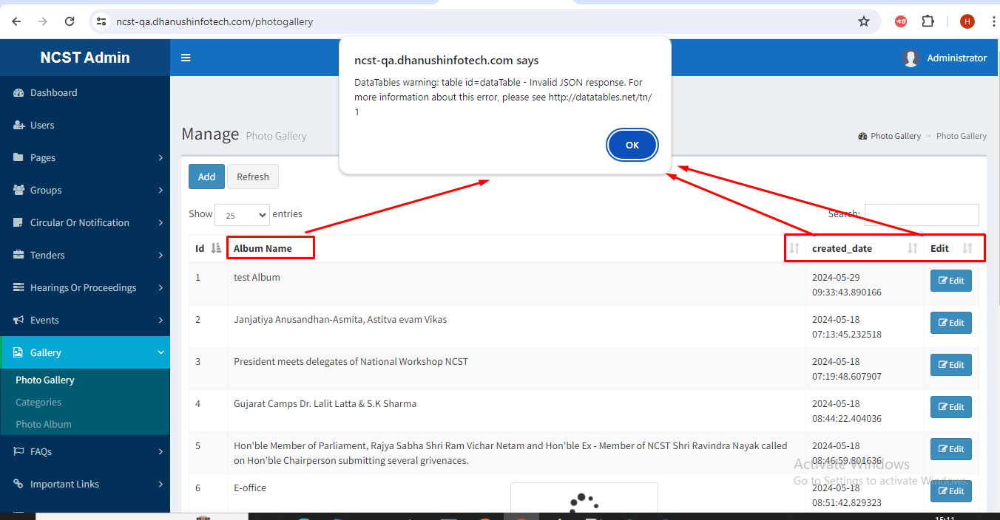 ncst-qa.dhanushinfotech.com/photogallery
H
NCST Admin
Administrator
ncst-qa.dhanushinfotech.com says
DataTables warning: table id=dataTable - Invalid JSON response. For
more information about this error, please see http://datatables.net/tn/
1
OK
Dashboard
Users
Pages
Groups
Circular Or Notification
Tenders
Hearings Or Proceedings
Events
Gallery
Photo Gallery
Categories
Photo Album
FAQs
Important Links
Manage Photo Gallery
Photo Gallery > Photo Gallery
Add Refresh
Show 25 entries
Search:
Id Album Name created_date Edit
1 test Album 2024-05-29 Edit
09:33:43.890166
2 Janjatiya Anusandhan-Asmita, Astitva evam Vikas 2024-05-18 Edit
07:13:45.232518
3 President meets delegates of National Workshop NCST 2024-05-18 Edit
07:19:48.607907
4 Gujarat Camps Dr. Lalit Latta & S.K Sharma 2024-05-18 Edit
08:44:22.404036
5 Hon'ble Member of Parliament, Rajya Sabha Shri Ram Vichar Netam and Hon'ble Ex - Member of NCST Shri Ravindra Nayak called 2024-05-18 Edit
on Hon'ble Chairperson submitting several grivenaces. 08:46:59.801636
6 E-office 2024-05-18 Edit
08:51:42.829323
Activate Windows
Go to Settings to activate Windows.
15:11